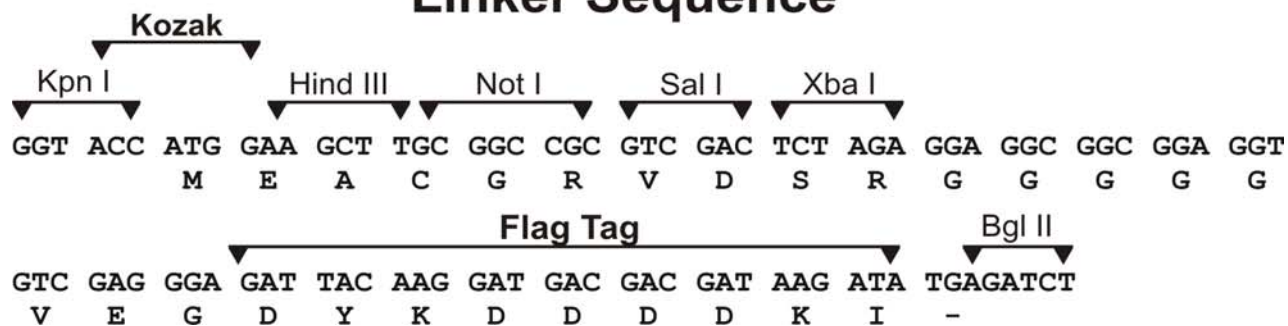 Linker Sequence
Kozak
Kpn I Hind III Not I Sal I Xba I
GGT ACC ATG GAA GCT TGC GGC CGC GTC GAC TCT AGA GGA GGC GGC GGA GGT
M E A C G R V D S R G G G G G
Flag Tag Bgl II
GTC GAG GGA GAT TAC AAG GAT GAC GAC GAT AAG ATA TGAGATCT
V E G D Y K D D D D K I –